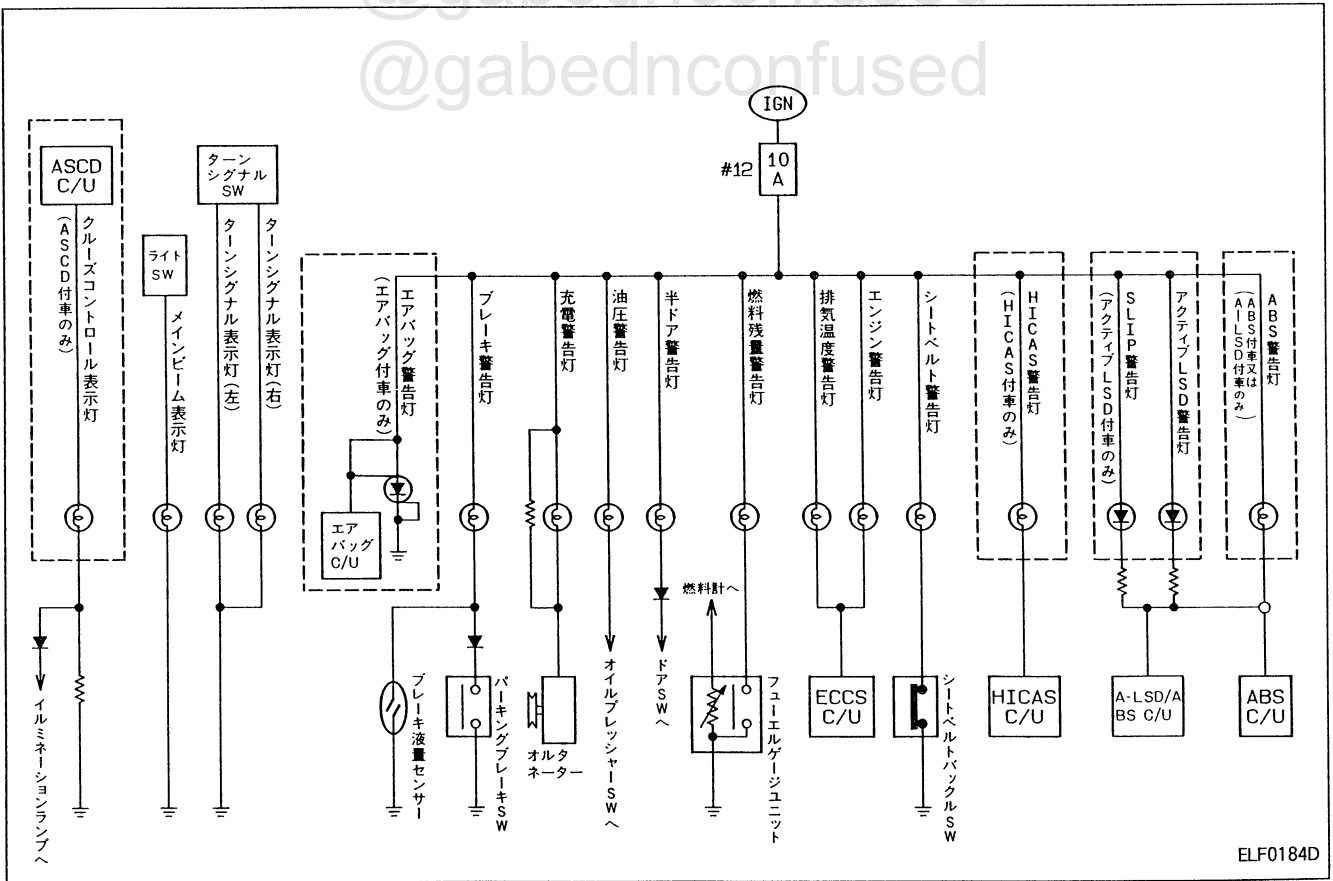 @gabednconfused
@gabednconfused
IGN
#12
10
A
ASCD
C/U
クルーズコントロール表示灯
(ASCD付車のみ)
ライト
SW
メインビーム表示灯
ターン
シグナル
SW
ターンシグナル表示灯(左)
ターンシグナル表示灯(右)
エアバッグ警告灯
(エアバッグ付車のみ)
エア
バッグ
C/U
ブレーキ警告灯
充電警告灯
油圧警告灯
半ドア警告灯
燃料残量警告灯
排気温度警告灯
エンジン警告灯
シートベルト警告灯
HICAS警告灯
(HICAS付車のみ)
SLIP警告灯
(アクティブLSD付車のみ)
アクティブLSD警告灯
ABS警告灯
(ABS付車又は
A-LSD付車のみ)
イルミネーションランプへ
ブレーキ液量センサー
パーキングブレーキSW
オルタ
ネーター
オイルプレッシャーSWへ
ドアSWへ
燃料計へ
フューエルゲージユニット
ECCS
C/U
シートベルトバックルSW
HICAS
C/U
A-LSD/A
BS C/U
ABS
C/U
ELF0184D